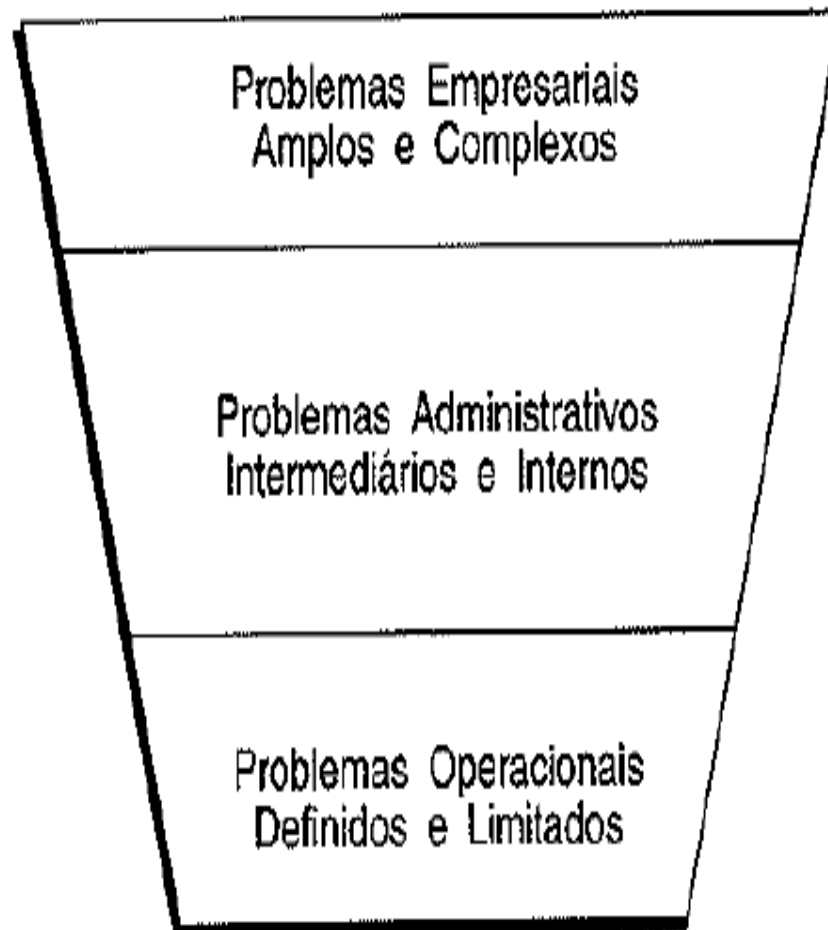 Problemas Empresariais
Amplos e Complexos
Problemas Administrativos
Intermediários e Internos
Problemas Operacionais
Definidos e Limitados